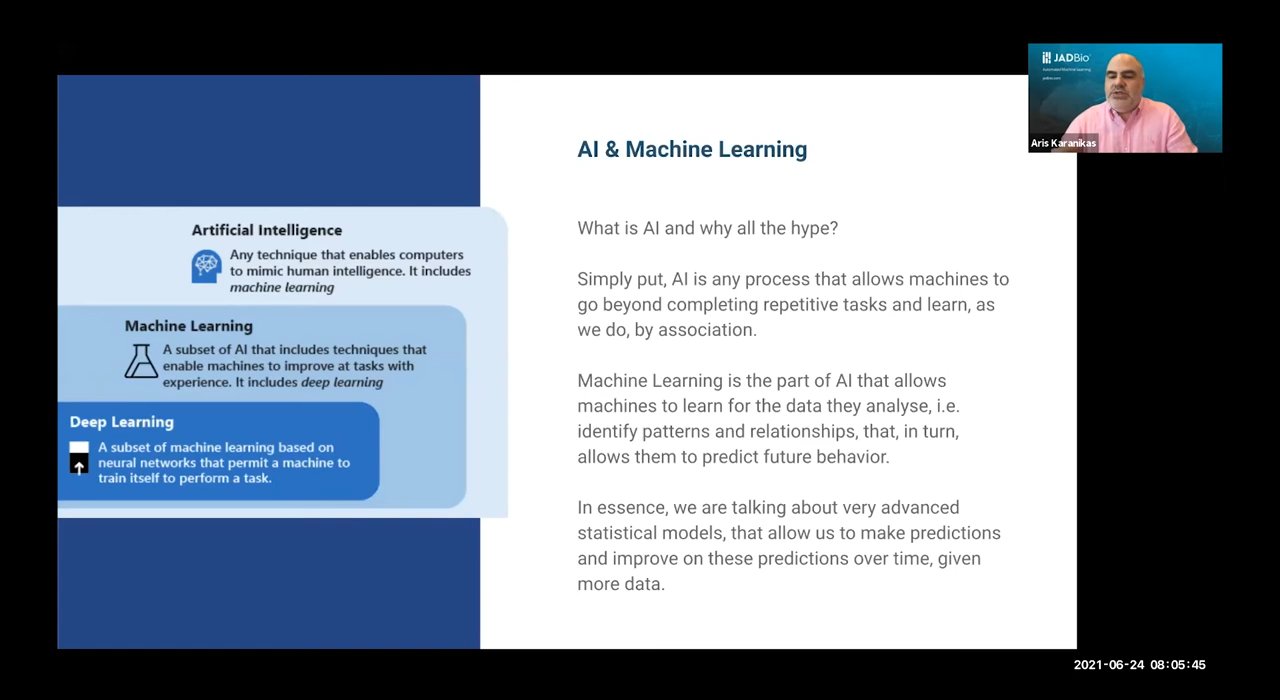 JADBio
Automated Machine Learning
jadbio.com
Aris Karanikas
Artificial Intelligence
Any technique that enables computers
to mimic human intelligence. It includes
machine learning
Machine Learning
A subset of AI that includes techniques that
enable machines to improve at tasks with
experience. It includes deep learning
Deep Learning
A subset of machine learning based on
neural networks that permit a machine to
train itself to perform a task.
AI & Machine Learning
What is AI and why all the hype?
Simply put, AI is any process that allows machines to
go beyond completing repetitive tasks and learn, as
we do, by association.
Machine Learning is the part of AI that allows
machines to learn for the data they analyse, i.e.
identify patterns and relationships, that, in turn,
allows them to predict future behavior.
In essence, we are talking about very advanced
statistical models, that allow us to make predictions
and improve on these predictions over time, given
more data.
2021-06-24 08:05:45